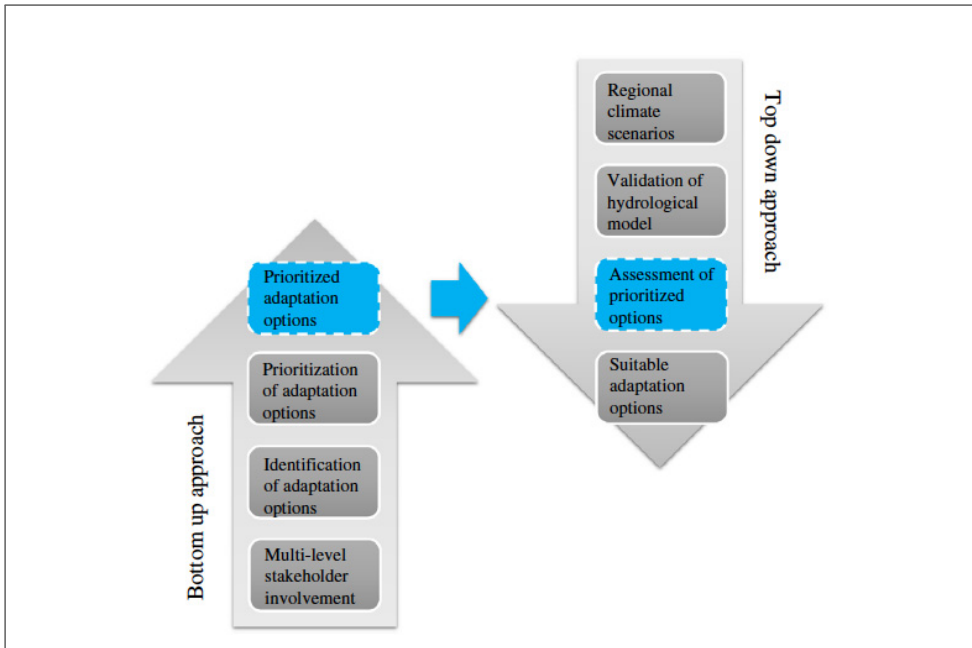 Prioritized
adaptation
options
Prioritization
of adaptation
options
Identification
of adaptation
options
Multi-level
stakeholder
involvement
Bottom up approach
Regional
climate
scenarios
Validation of
hydrological
model
Assessment of
prioritized
options
Suitable
adaptation
options
Top down approach